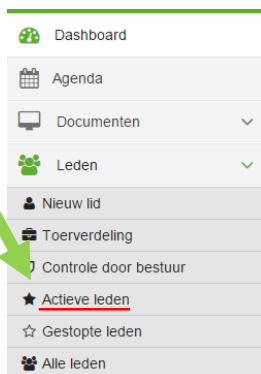 Dashboard
Agenda
Documenten
Leden
Nieuw lid
Toerverdeling
Controle door bestuur
Actieve leden
Gestopte leden
Alle leden